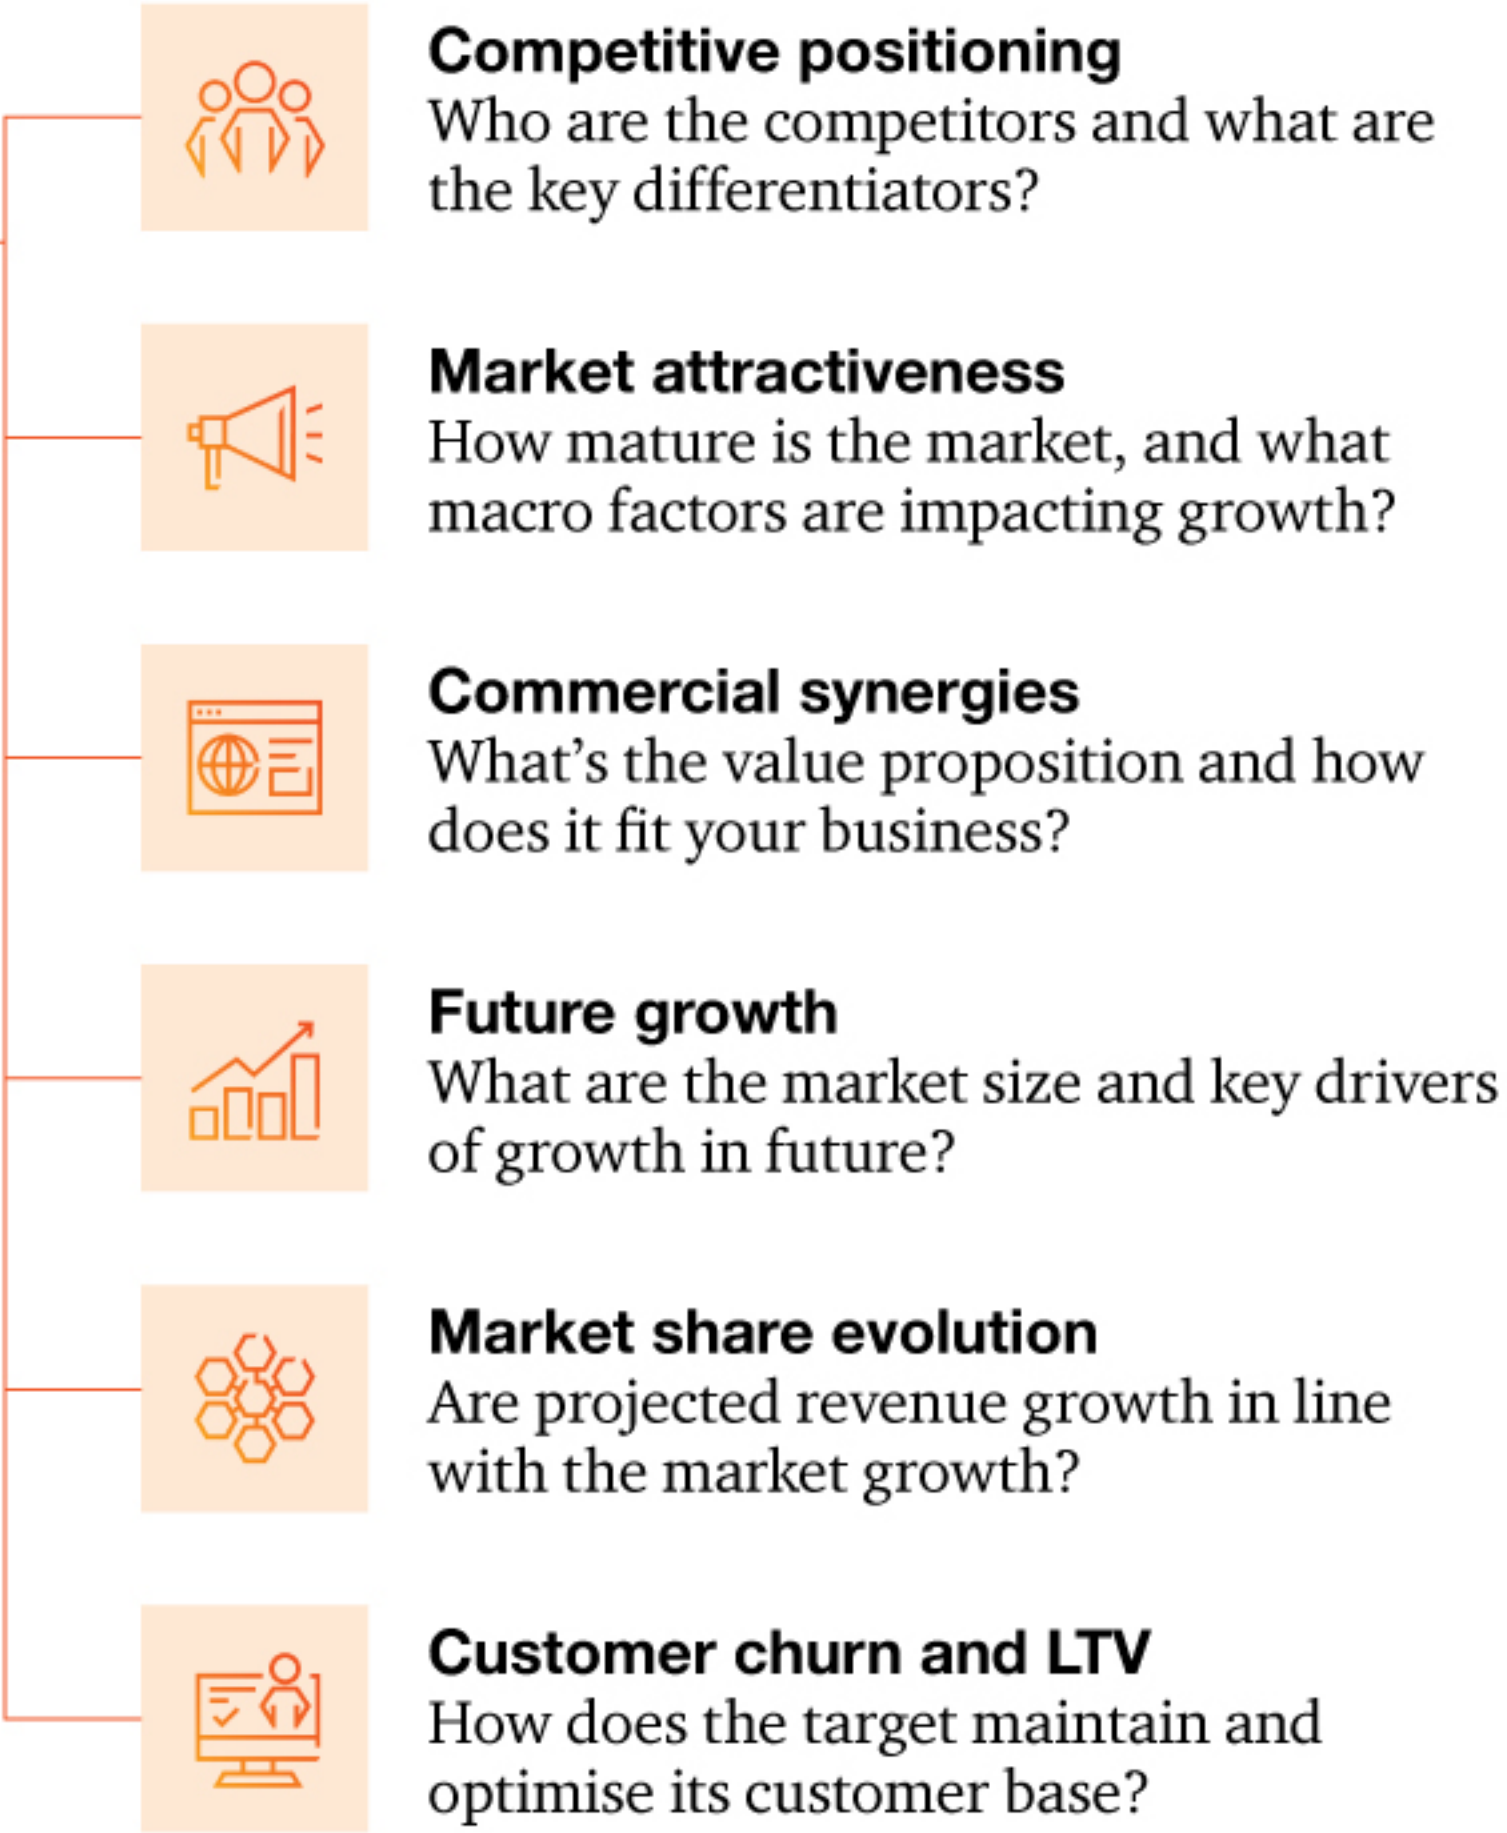 Competitive positioning
Who are the competitors and what are
the key differentiators?
Market attractiveness
How mature is the market, and what
macro factors are impacting growth?
Commercial synergies
What’s the value proposition and how
does it fit your business?
Future growth
What are the market size and key drivers
of growth in future?
Market share evolution
Are projected revenue growth in line
with the market growth?
Customer churn and LTV
How does the target maintain and
optimise its customer base?